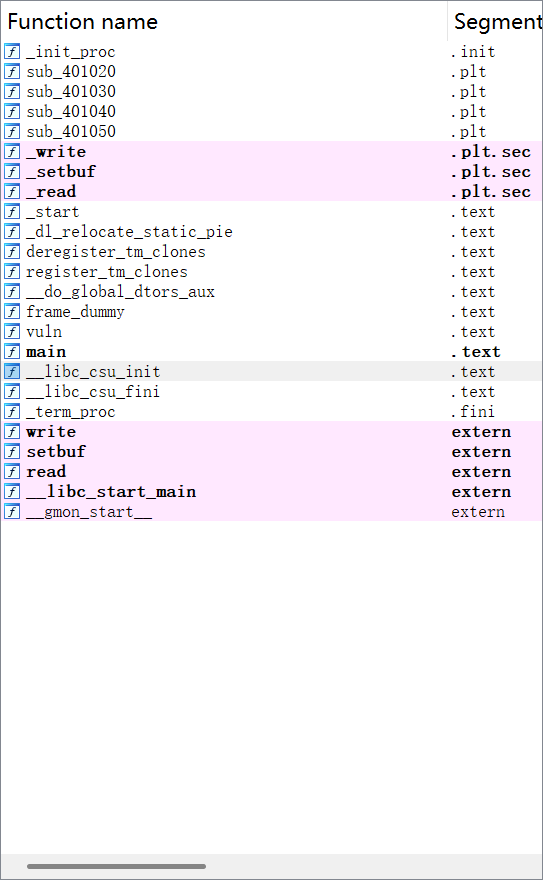 Function name Segment
_init_proc .init
sub_401020 .plt
sub_401030 .plt
sub_401040 .plt
sub_401050 .plt
_write .plt.sec
_setbuf .plt.sec
_read .plt.sec
_start .text
_dl_relocate_static_pie .text
deregister_tm_clones .text
register_tm_clones .text
__do_global_dtors_aux .text
frame_dummy .text
vuln .text
main .text
__libc_csu_init .text
__libc_csu_fini .text
_term_proc .fini
write extern
setbuf extern
read extern
__libc_start_main extern
__gmon_start__ extern